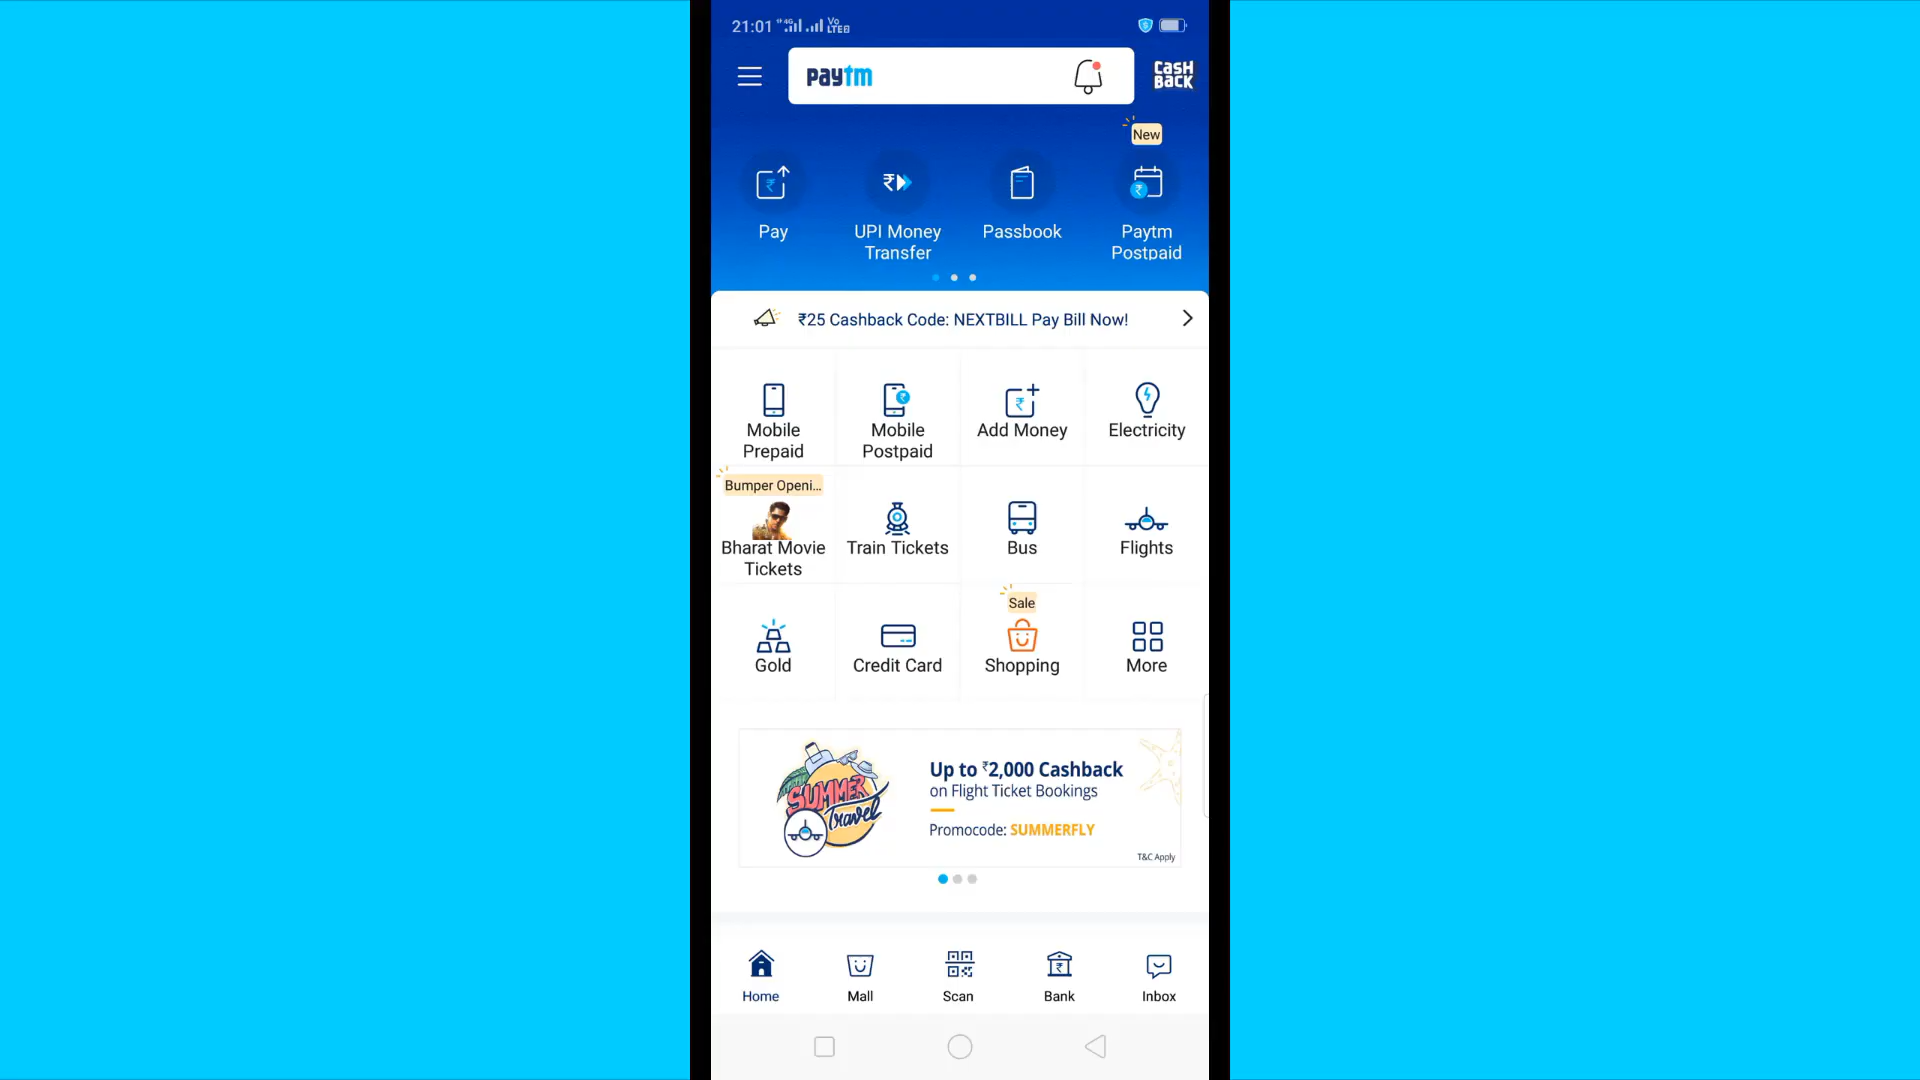 21:01 4G Vo LTE2
paytm
CASH BACK
New
Pay
UPI Money Transfer
Passbook
Paytm Postpaid
₹25 Cashback Code: NEXTBILL Pay Bill Now!
Mobile Prepaid
Mobile Postpaid
Add Money
Electricity
Bumper Openi...
Bharat Movie Tickets
Train Tickets
Bus
Flights
Sale
Gold
Credit Card
Shopping
More
SUMMER
Travel
Up to ₹2,000 Cashback
on Flight Ticket Bookings
Promocode: SUMMERFLY
T&C Apply
Home
Mall
Scan
Bank
Inbox